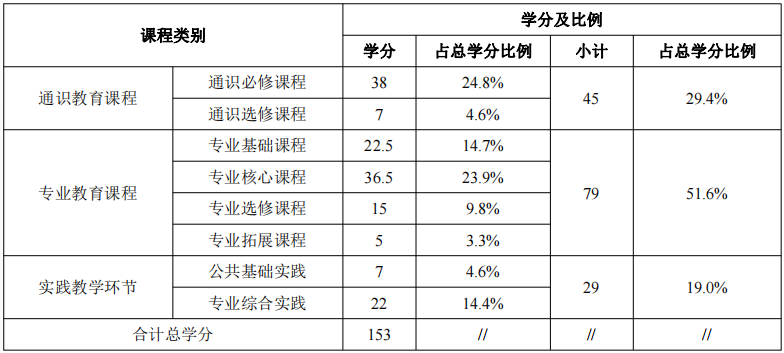 课程类别 学分及比例
学分 占总学分比例 小计 占总学分比例
通识教育课程 通识必修课程 38 24.8% 45 29.4%
通识选修课程 7 4.6%
专业教育课程 专业基础课程 22.5 14.7% 79 51.6%
专业核心课程 36.5 23.9%
专业选修课程 15 9.8%
专业拓展课程 5 3.3%
实践教学环节 公共基础实践 7 4.6% 29 19.0%
专业综合实践 22 14.4%
合计总学分 153 // // //